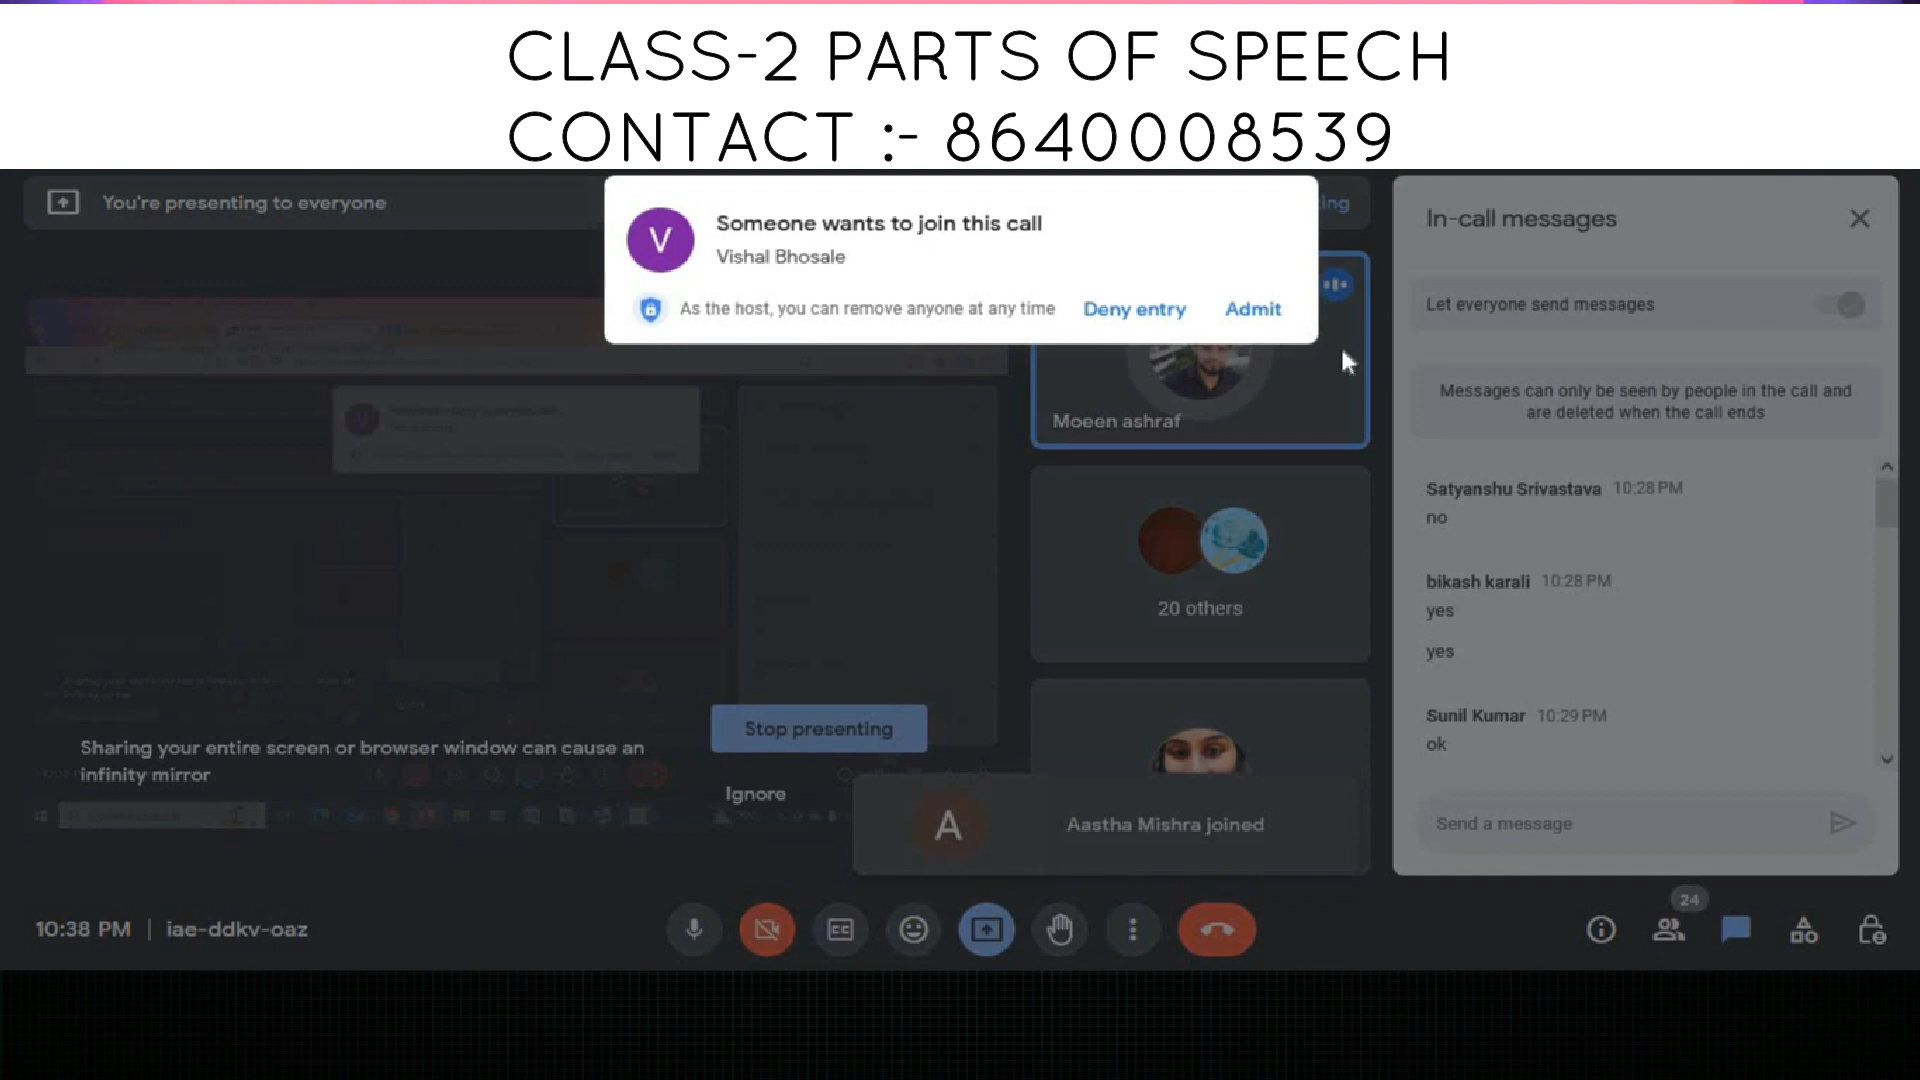 CLASS-2 PARTS OF SPEECH
CONTACT :- 8640008539
You're presenting to everyone
Someone wants to join this call
V
Vishal Bhosale
As the host, you can remove anyone at any time
Deny entry
Admit
ing
Moeen ashraf
20 others
Sharing your entire screen or browser window can cause an
infinity mirror
Stop presenting
Ignore
A
Aastha Mishra joined
In-call messages
Let everyone send messages
Messages can only be seen by people in the call and
are deleted when the call ends
Satyanshu Srivastava 10:28 PM
no
bikash karali 10:28 PM
yes
yes
Sunil Kumar 10:29 PM
ok
Send a message
10:38 PM | iae-ddkv-oaz
CC
24